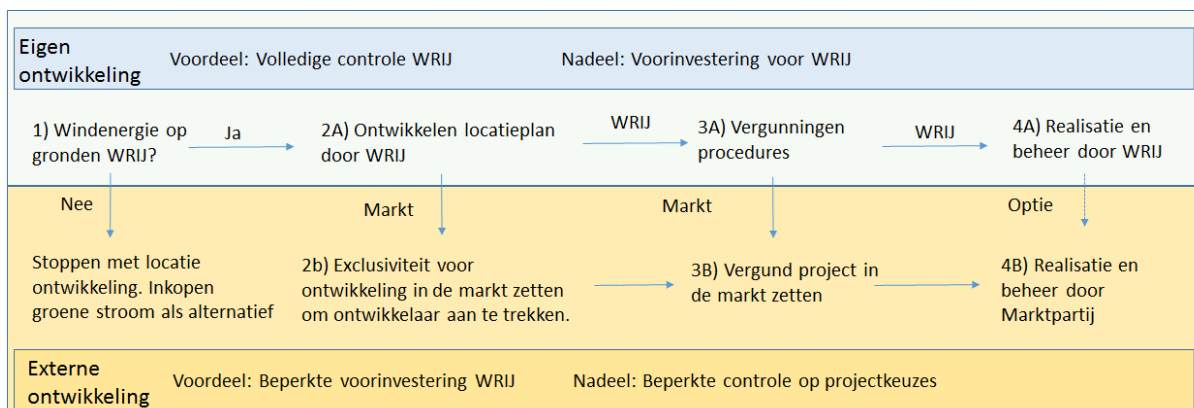 Eigen
ontwikkeling
Voordeel: Volledige controle WRIJ
Nadeel: Voorinvestering voor WRIJ
1) Windenergie op
gronden WRIJ?
Ja
2A) Ontwikkelen locatieplan
door WRIJ
WRIJ
3A) Vergunningen
procedures
WRIJ
4A) Realisatie en
beheer door WRIJ
Nee
Markt
Markt
Optie
Stoppen met locatie
ontwikkeling. Inkopen
groene stroom als alternatief
2b) Exclusiviteit voor
ontwikkeling in de markt zetten
om ontwikkelaar aan te trekken.
3B) Vergund project in
de markt zetten
4B) Realisatie en
beheer door
Marktpartij
Externe
ontwikkeling
Voordeel: Beperkte voorinvestering WRIJ
Nadeel: Beperkte controle op projectkeuzes